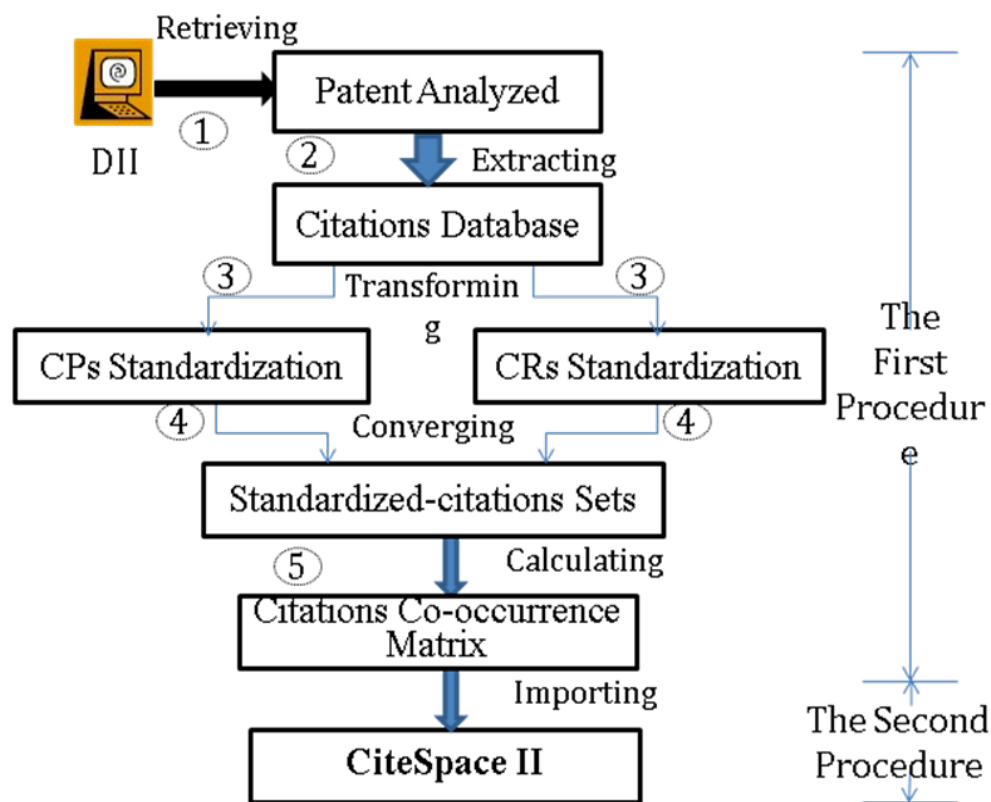 Retrieving
DII
①
Patent Analyzed
②
Extracting
Citations Database
③
Transformin
g
③
CPs Standardization
CRs Standardization
④
Converging
④
Standardized-citations Sets
⑤
Calculating
Citations Co-occurrence
Matrix
Importing
CiteSpace II
The
First
Procedur
e
The Second
Procedure